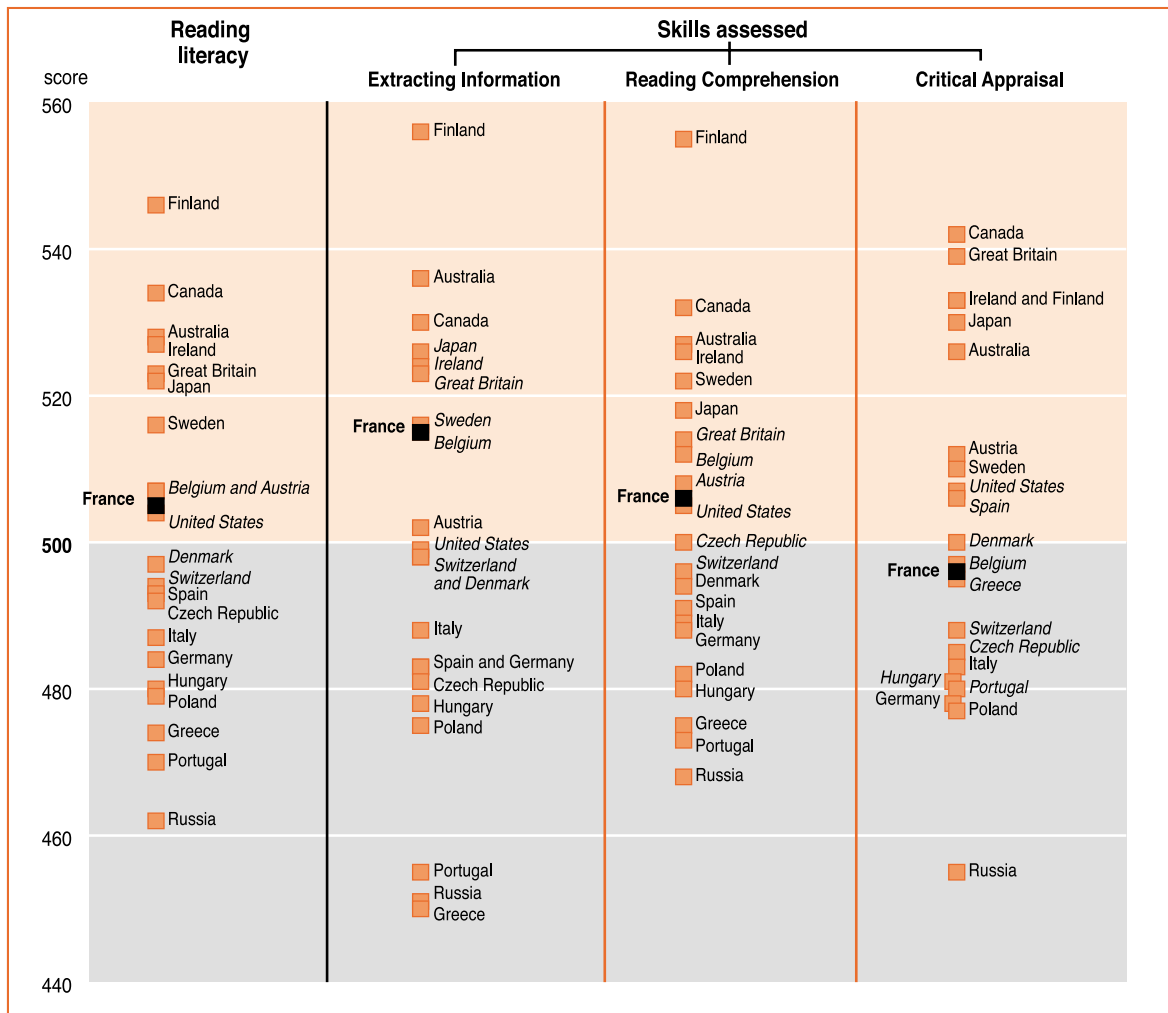 Reading
literacy
Skills assessed
score
Extracting Information
Reading Comprehension
Critical Appraisal
560
540
520
500
480
460
440
Finland
Canada
Australia
Ireland
Great Britain
Japan
Sweden
Belgium and Austria
France
United States
Denmark
Switzerland
Spain
Czech Republic
Italy
Germany
Hungary
Poland
Greece
Portugal
Russia
Finland
Australia
Canada
Japan
Ireland
Great Britain
Sweden
France
Belgium
Austria
United States
Switzerland
and Denmark
Italy
Spain and Germany
Czech Republic
Hungary
Poland
Portugal
Russia
Greece
Finland
Canada
Australia
Ireland
Sweden
Japan
Great Britain
Belgium
Austria
France
United States
Czech Republic
Switzerland
Denmark
Spain
Italy
Germany
Poland
Hungary
Greece
Portugal
Russia
Canada
Great Britain
Ireland and Finland
Japan
Australia
Austria
Sweden
United States
Spain
Denmark
Belgium
France
Greece
Switzerland
Czech Republic
Italy
Hungary
Portugal
Germany
Poland
Russia